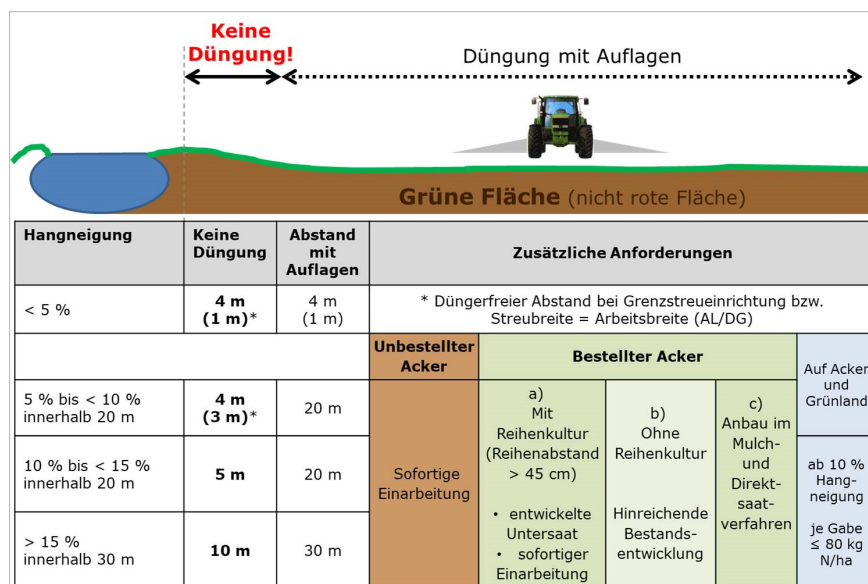 Keine
Düngung!
Düngung mit Auflagen
Grüne Fläche (nicht rote Fläche)
Hangneigung
Keine
Düngung
Abstand
mit
Auflagen
Zusätzliche Anforderungen
< 5 %
4 m
(1 m)*
4 m
(1 m)
* Düngerfreier Abstand bei Grenzstreueinrichtung bzw.
Streubreite = Arbeitsbreite (AL/DG)
Unbestellter
Acker
Bestellter Acker
Auf Acker
und
Grünland
5 % bis < 10 %
innerhalb 20 m
4 m
(3 m)*
20 m
10 % bis < 15 %
innerhalb 20 m
5 m
20 m
> 15 %
innerhalb 30 m
10 m
30 m
Sofortige
Einarbeitung
a)
Mit
Reihenkultur
(Reihenabstand
> 45 cm)
• entwickelte
Untersaat
• sofortiger
Einarbeitung
b)
Ohne
Reihenkultur
Hinreichende
Bestands-
entwicklung
c)
Anbau im
Mulch-
und
Direkt-
saat-
verfahren
ab 10 %
Hang-
neigung
je Gabe
≤ 80 kg
N/ha